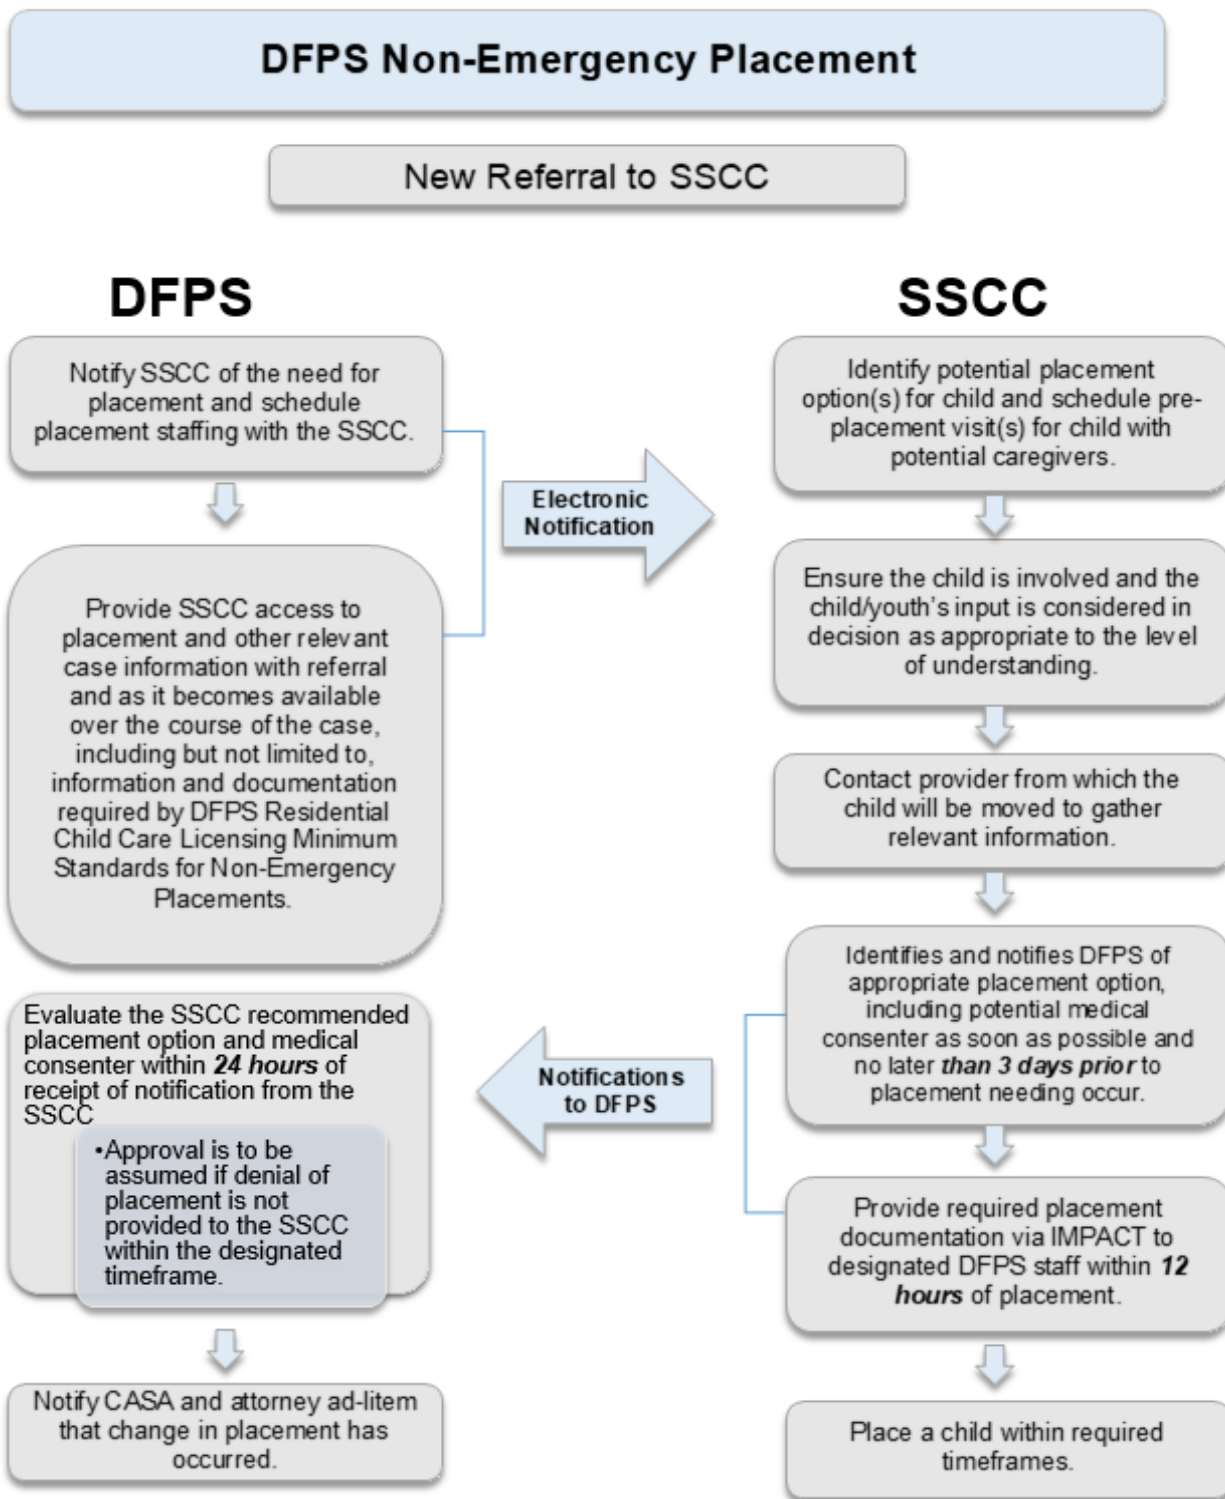 DFPS Non-Emergency Placement
New Referral to SSCC
DFPS
Notify SSCC of the need for
placement and schedule
placement staffing with the SSCC.
Provide SSCC access to
placement and other relevant
case information with referral
and as it becomes available
over the course of the case,
including but not limited to,
information and documentation
required by DFPS Residential
Child Care Licensing Minimum
Standards for Non-Emergency
Placements.
Electronic
Notification
SSCC
Identify potential placement
option(s) for child and schedule pre-
placement visit(s) for child with
potential caregivers.
Ensure the child is involved and the
child/youth's input is considered in
decision as appropriate to the level
of understanding.
Contact provider from which the
child will be moved to gather
relevant information.
Identifies and notifies DFPS of
appropriate placement option,
including potential medical
consenter as soon as possible and
no later than 3 days prior to
placement needing occur.
Provide required placement
documentation via IMPACT to
designated DFPS staff within 12
hours of placement.
Place a child within required
timeframes.
Notifications
to DFPS
Evaluate the SSCC recommended
placement option and medical
consenter within 24 hours of
receipt of notification from the
SSCC
•Approval is to be
assumed if denial of
placement is not
provided to the SSCC
within the designated
timeframe.
Notify CASA and attorney ad-litem
that change in placement has
occurred.